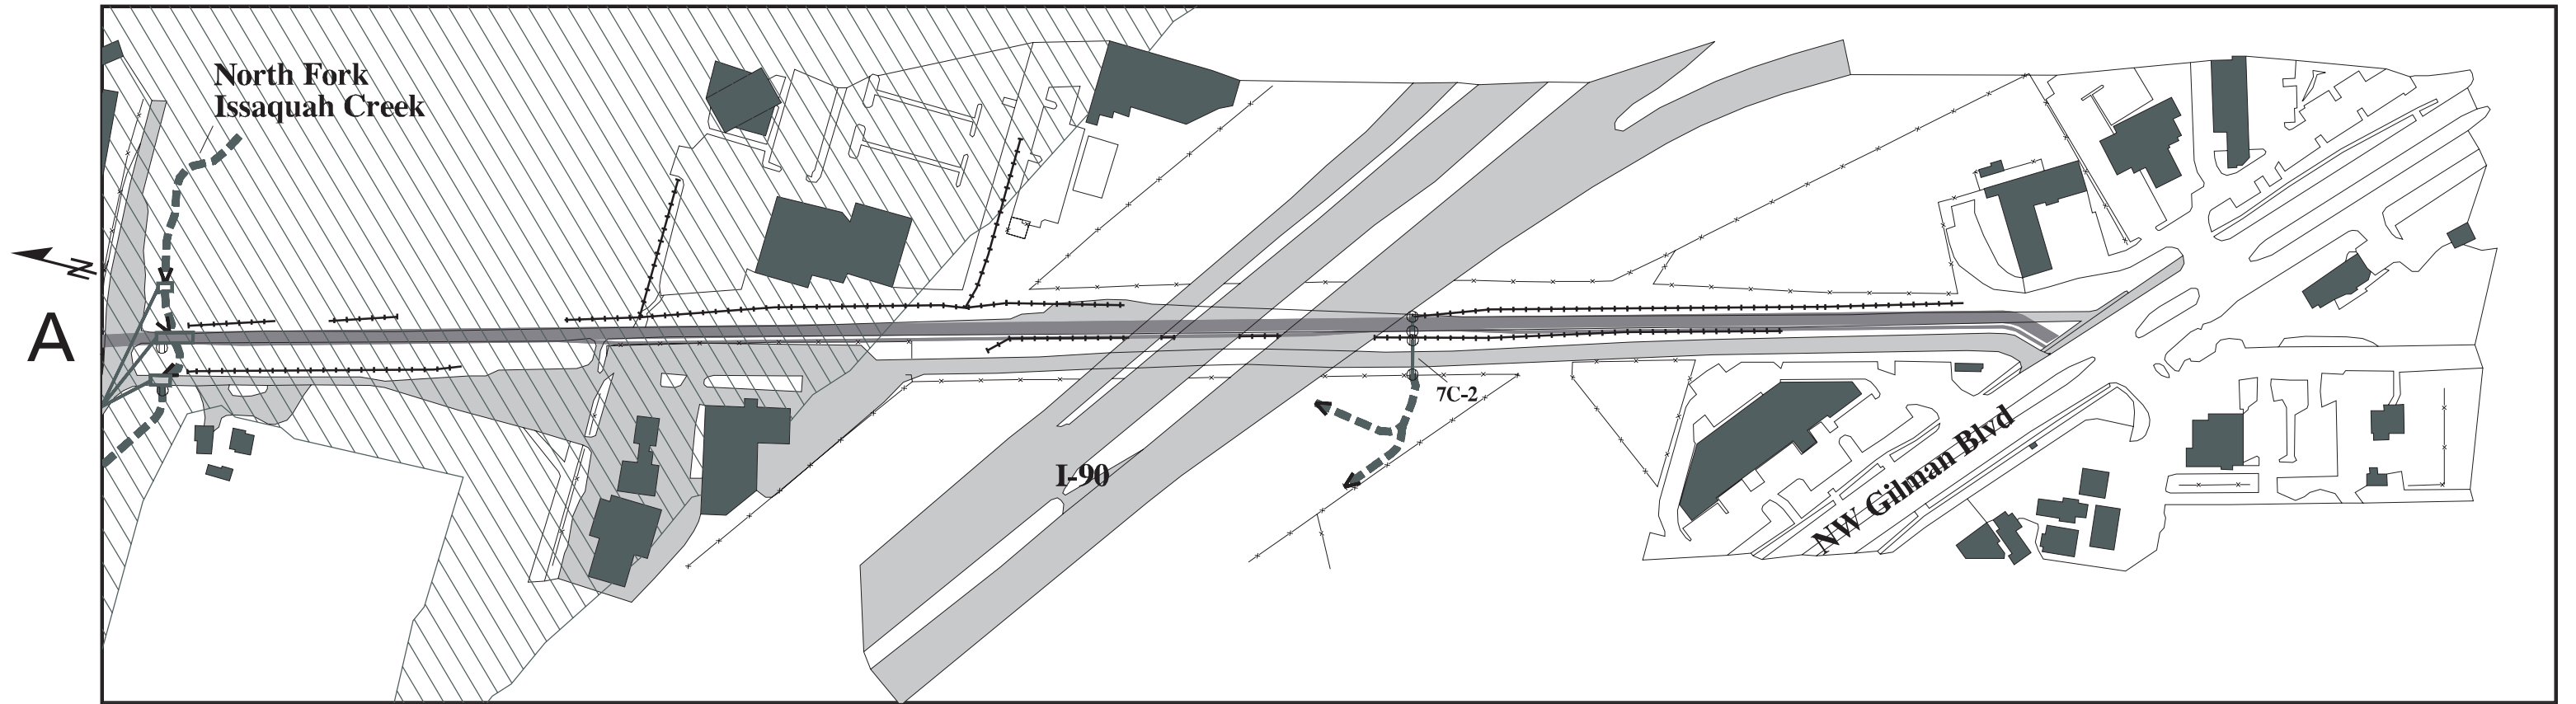 North Fork
Issaquah Creek
N
A
7C-2
I-90
NW Gilman Blvd